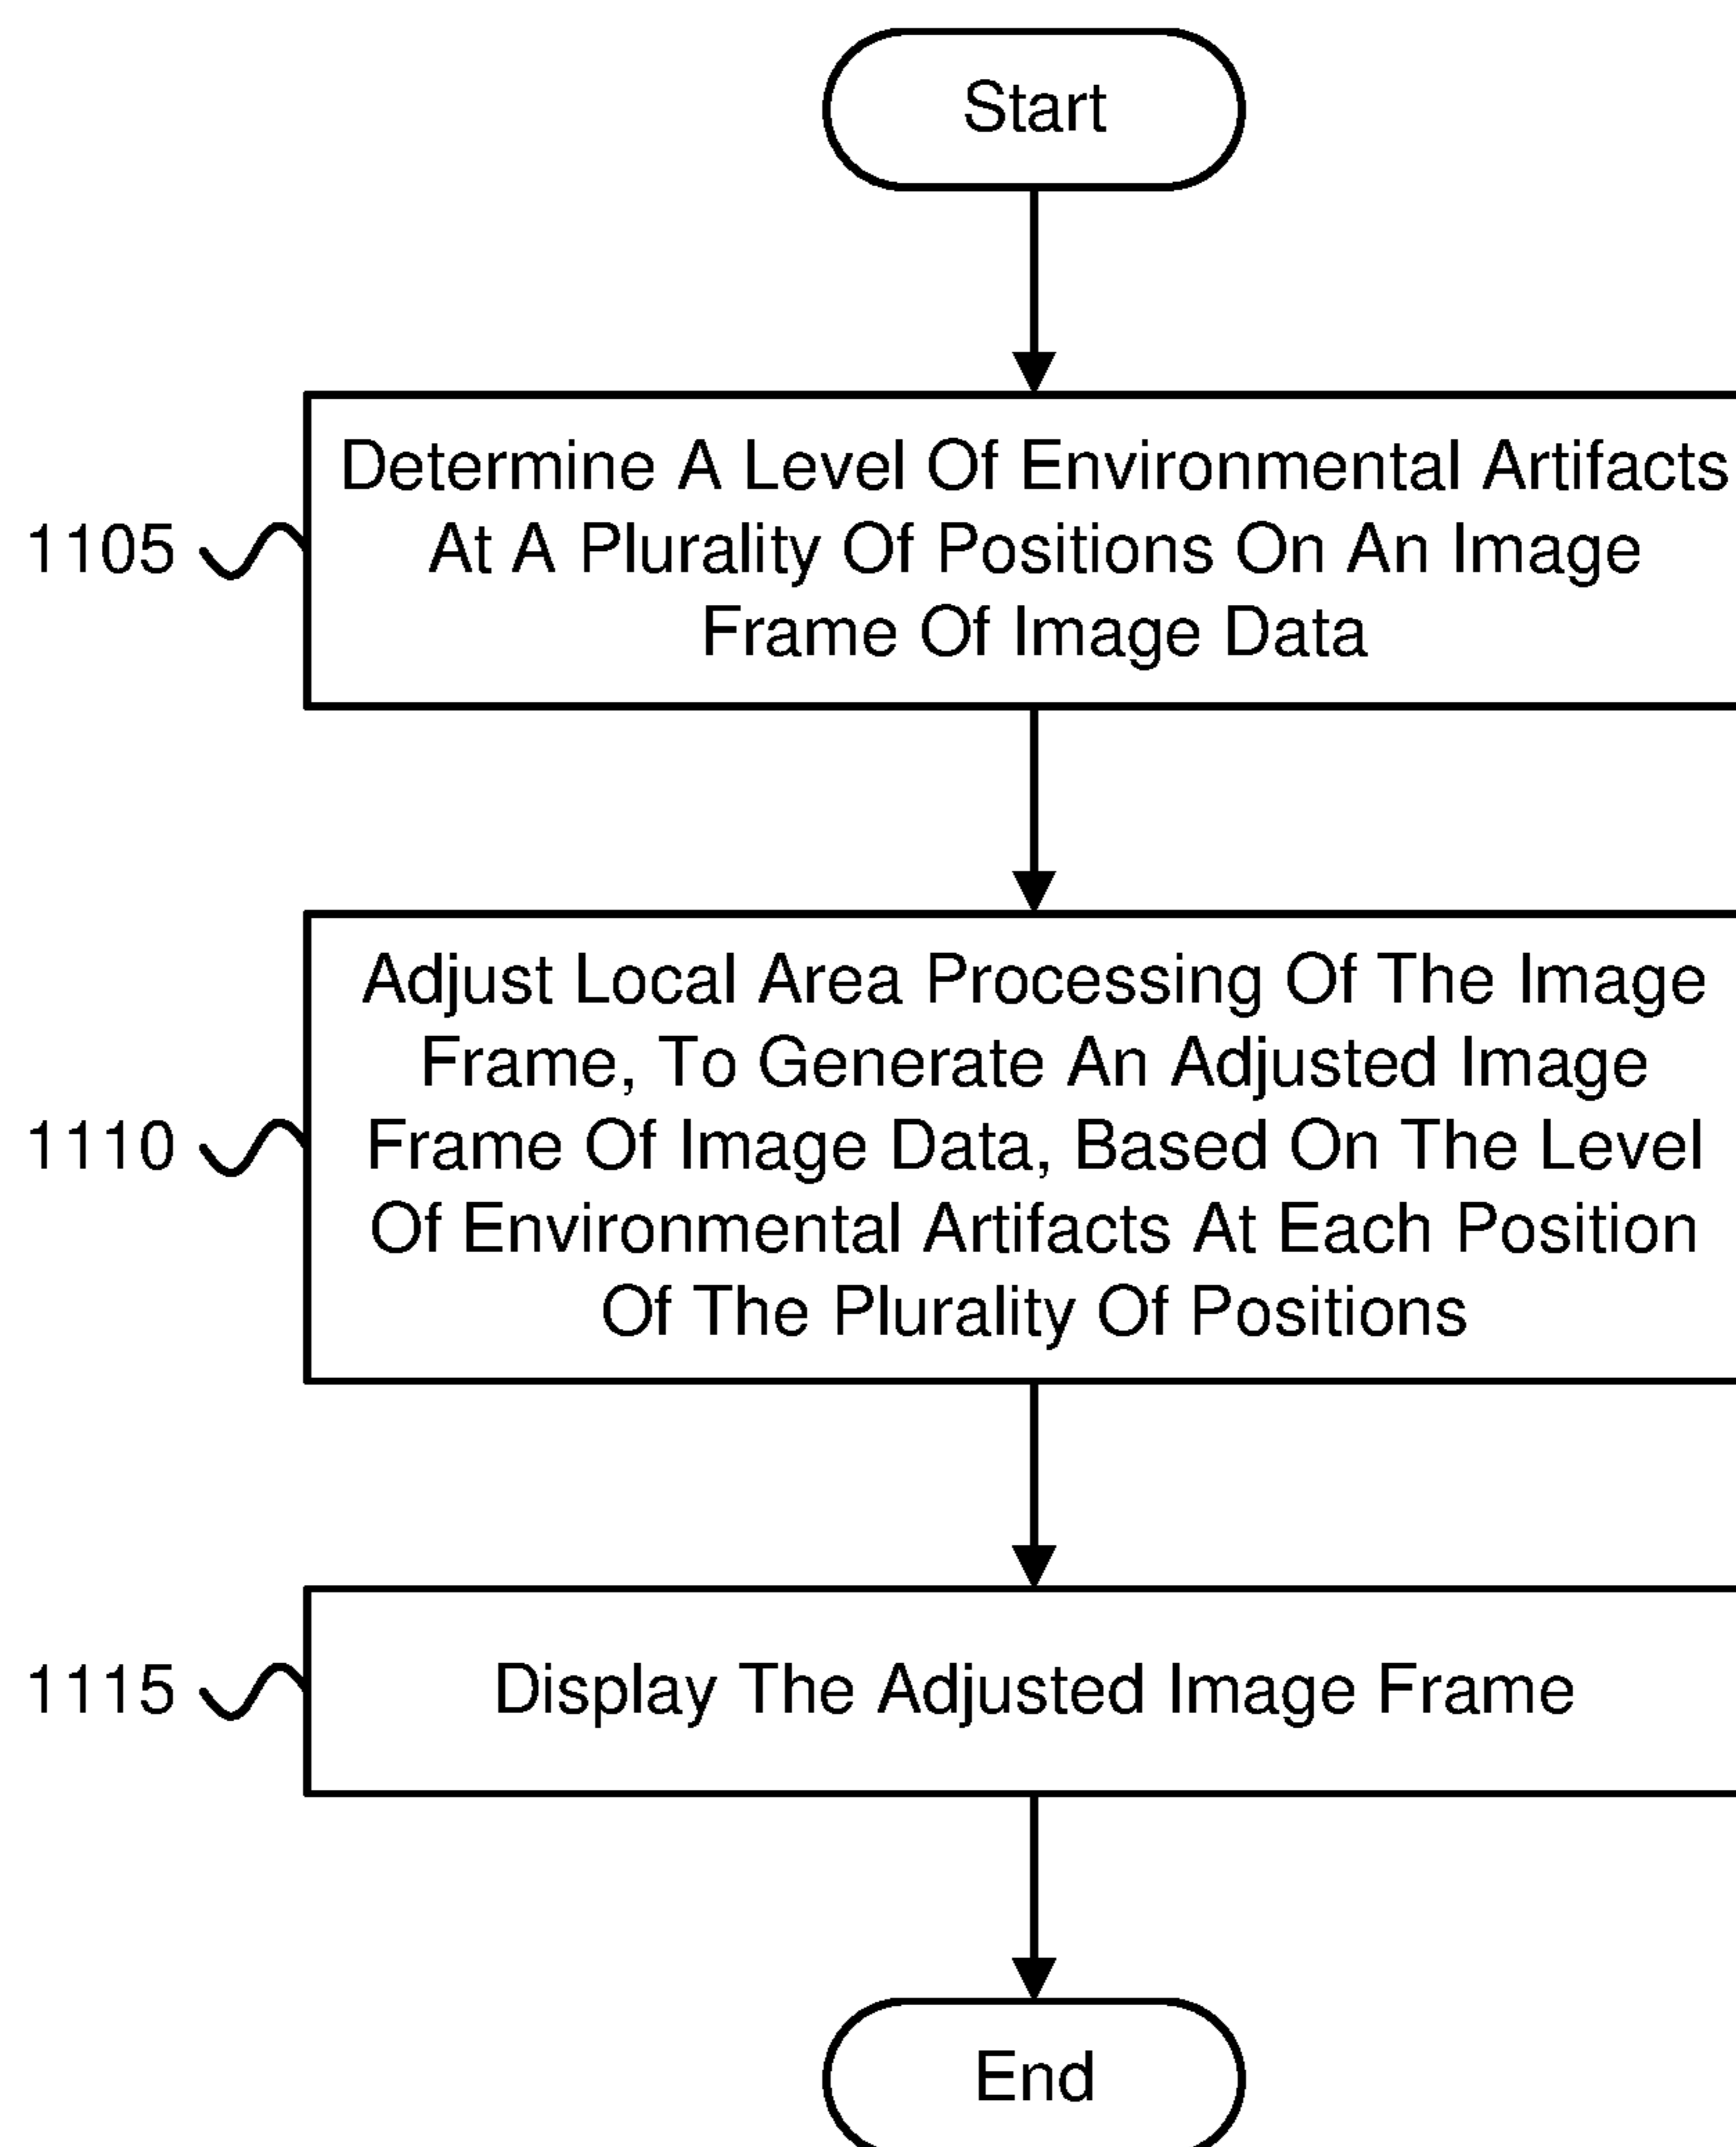 Start
Determine A Level Of Environmental Artifacts
At A Plurality Of Positions On An Image
Frame Of Image Data
1105
Adjust Local Area Processing Of The Image
Frame, To Generate An Adjusted Image
Frame Of Image Data, Based On The Level
Of Environmental Artifacts At Each Position
Of The Plurality Of Positions
1110
Display The Adjusted Image Frame
1115
End